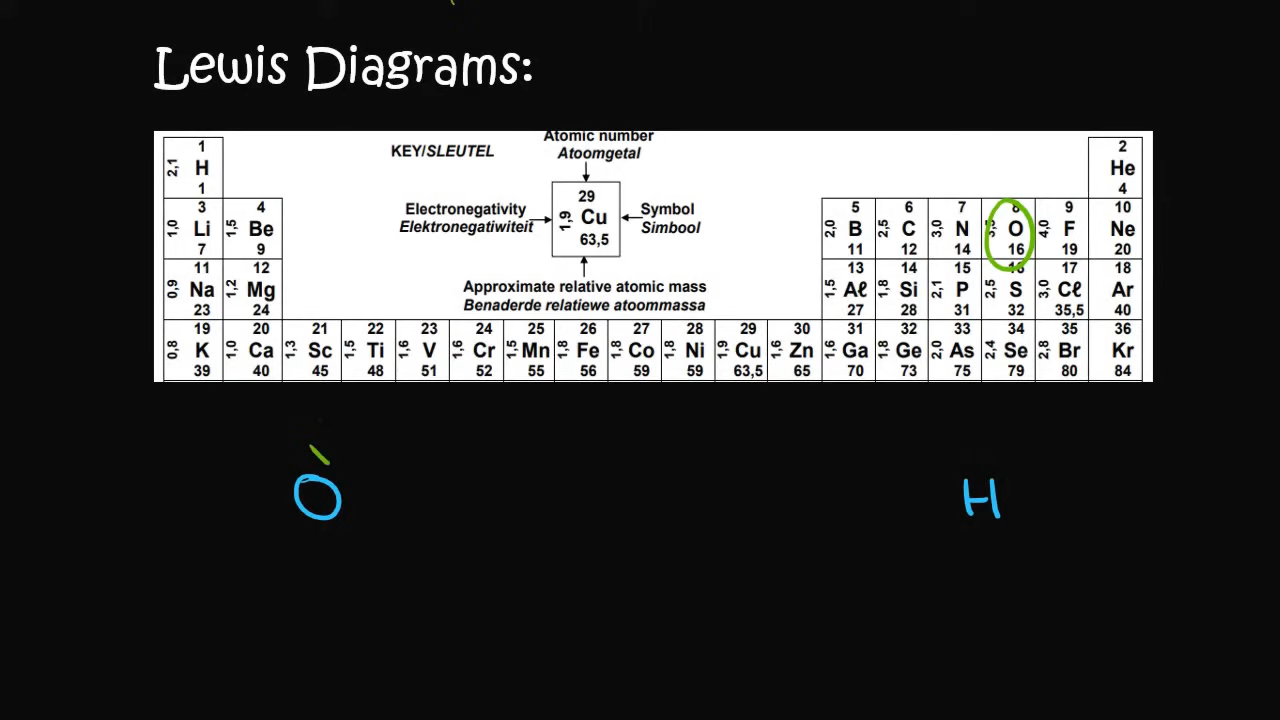 Lewis Diagrams:
Atomic number
KEY/SLEUTEL Atoomgetal
1 2
2,1 H He
1 29 4
3 4 Electronegativity 1,9 Cu Symbol 5 6 7 8 9 10
1,0 Li 1,5 Be Elektronegatiwiteit Simbool 2,0 B 2,5 C 3,0 N 3,5 O 4,0 F Ne
7 9 63,5 11 12 14 16 19 20
11 12 13 14 15 16 17 18
0,9 Na 1,2 Mg Approximate relative atomic mass 1,5 Aℓ 1,8 Si 2,1 P 2,5 S 3,0 Cℓ Ar
23 24 Benaderde relatiewe atoommassa 27 28 31 32 35,5 40
19 20 21 22 23 24 25 26 27 28 29 30 31 32 33 34 35 36
0,8 K 1,0 Ca 1,3 Sc 1,5 Ti 1,6 V 1,6 Cr 1,5 Mn 1,8 Fe 1,8 Co 1,8 Ni 1,9 Cu 1,6 Zn 1,6 Ga 1,8 Ge 2,0 As 2,4 Se 2,8 Br Kr
39 40 45 48 51 52 55 56 59 59 63,5 65 70 73 75 79 80 84
O H